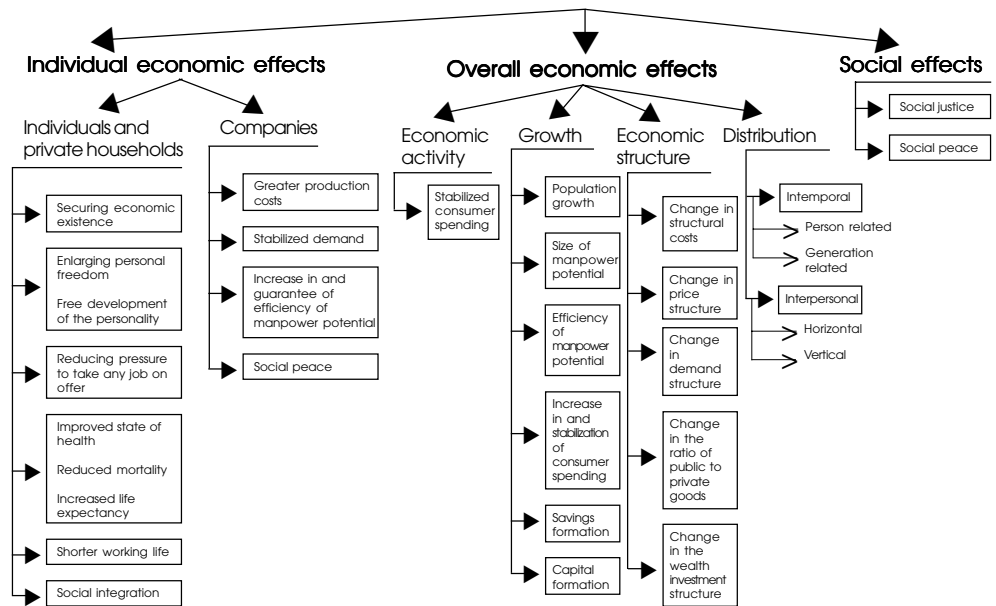 Individual economic effects
Individuals and
private households
Securing economic
existence
Enlarging personal
freedom
Free development
of the personality
Reducing pressure
to take any job on
offer
Improved state of
health
Reduced mortality
Increased life
expectancy
Shorter working life
Social integration
Companies
Greater production
costs
Stabilized demand
Increase in and
guarantee of
efficiency of
manpower potential
Social peace
Overall economic effects
Economic
activity
Stabilized
consumer
spending
Growth
Population
growth
Size of
manpower
potential
Efficiency
of
manpower
potential
Increase
in and
stabilization
of
consumer
spending
Savings
formation
Capital
formation
Economic
structure
Change in
structural
costs
Change in
price
structure
Change
in
demand
structure
Change
in the
ratio of
public to
private
goods
Change
in the
wealth
investment
structure
Distribution
Intemporal
Person related
Generation
related
Interpersonal
Horizontal
Vertical
Social effects
Social justice
Social peace